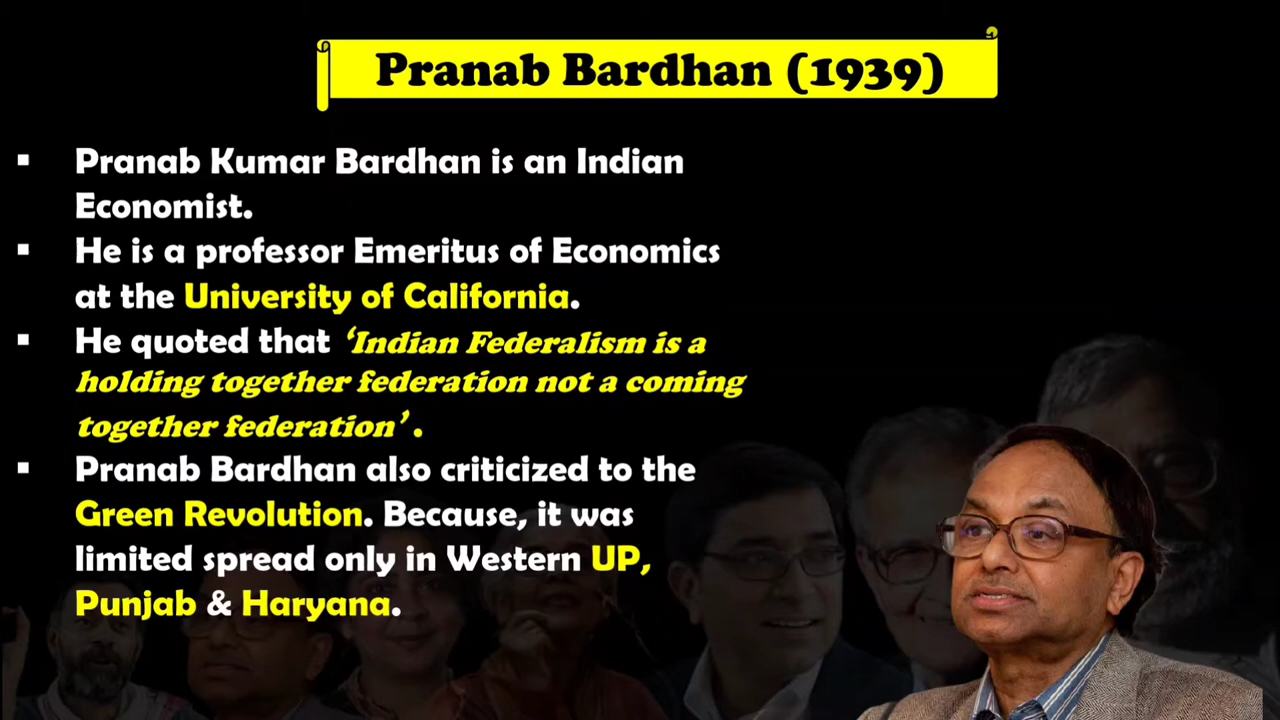 Pranab Bardhan (1939)
▪ Pranab Kumar Bardhan is an Indian
Economist.
▪ He is a professor Emeritus of Economics
at the University of California.
▪ He quoted that ‘Indian Federalism is a
holding together federation not a coming
together federation’.
▪ Pranab Bardhan also criticized to the
Green Revolution. Because, it was
limited spread only in Western UP,
Punjab & Haryana.